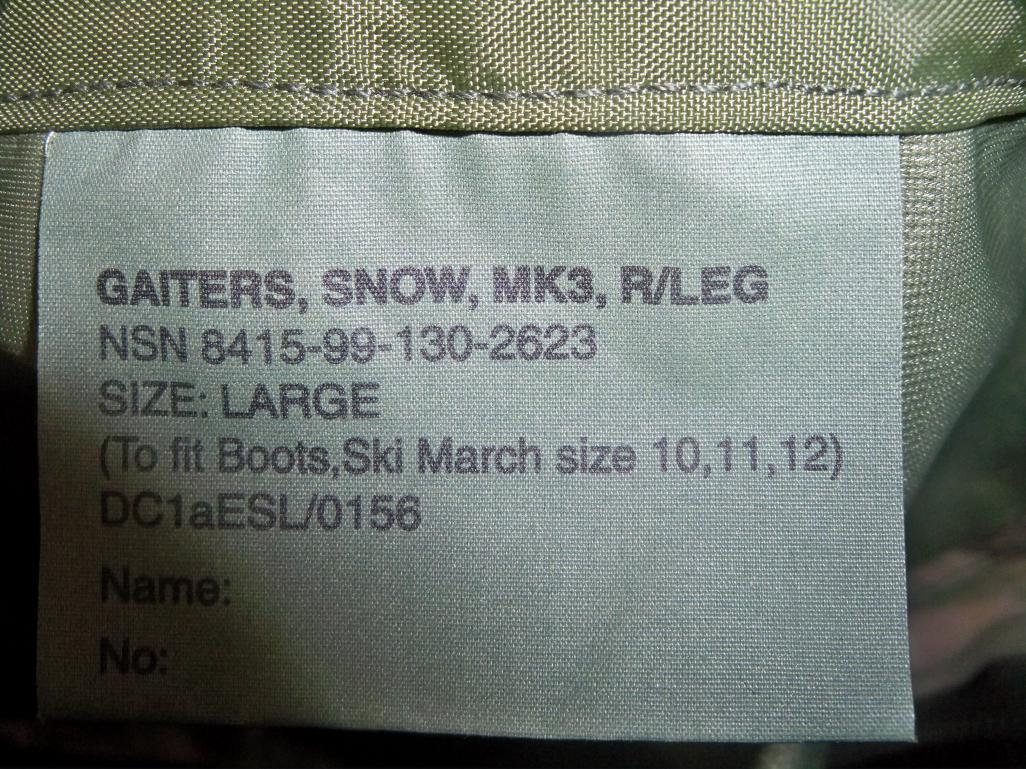 GAITERS, SNOW, MK3, R/LEG
NSN 8415-99-130-2623
SIZE: LARGE
(To fit Boots,Ski March size 10,11,12)
DC1aESL/0156
Name:
No: